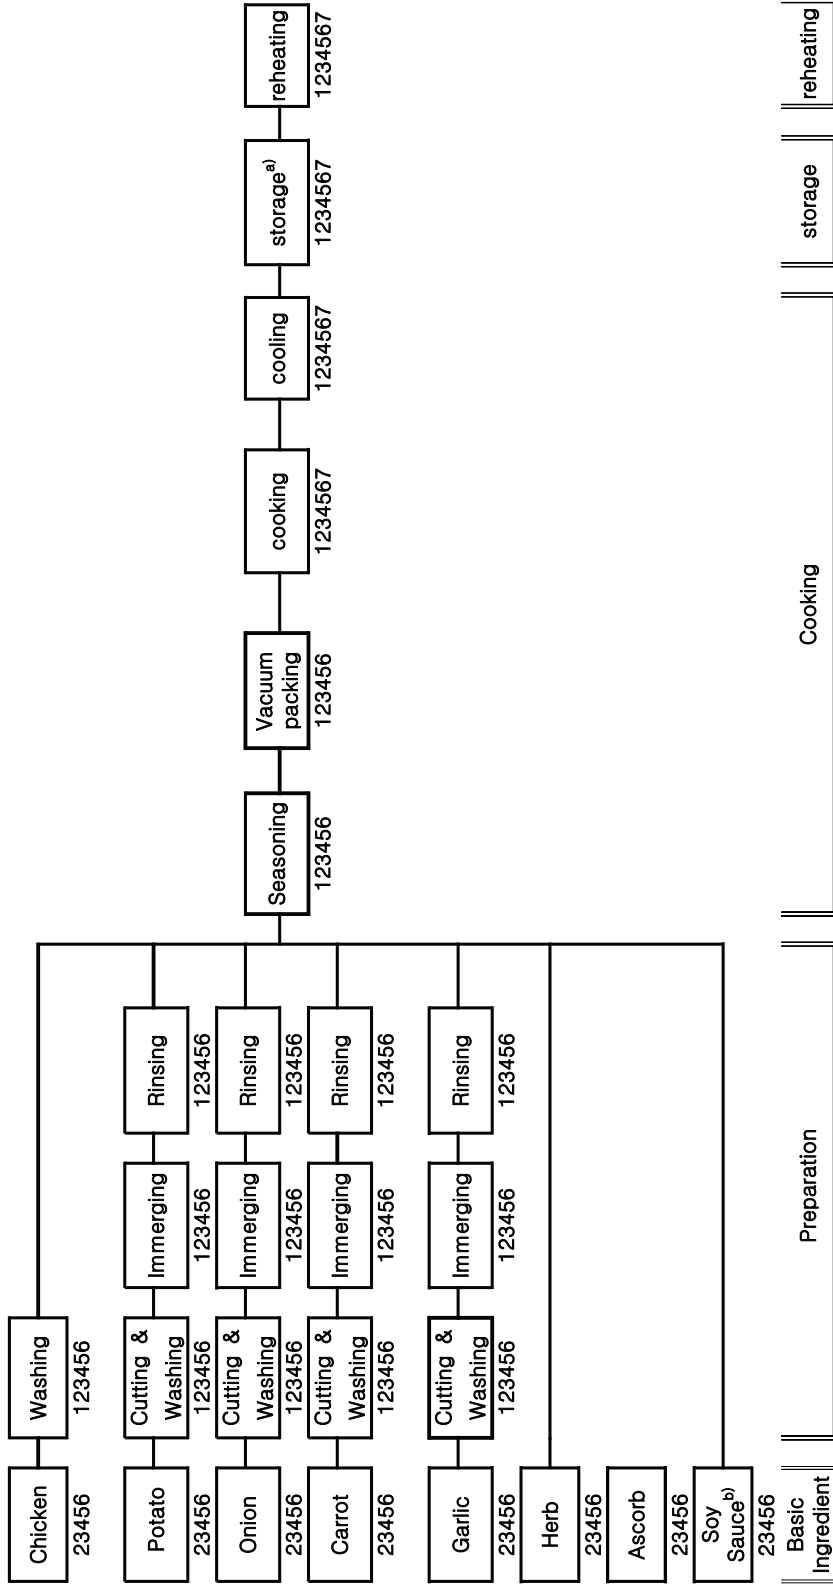 Chicken
23456
Washing
123456
Potato
23456
Cutting &
Washing
123456
Immerging
123456
Rinsing
123456
Onion
23456
Cutting &
Washing
123456
Immerging
123456
Rinsing
123456
Carrot
23456
Cutting &
Washing
123456
Immerging
123456
Rinsing
123456
Garlic
23456
Cutting &
Washing
123456
Immerging
123456
Rinsing
123456
Herb
23456
Ascorb
23456
Soy
Sauce b)
23456
Seasoning
123456
Vacuum
packing
123456
cooking
1234567
cooling
1234567
storage a)
1234567
reheating
1234567
Basic
Ingredient
Preparation
Cooking
storage
reheating